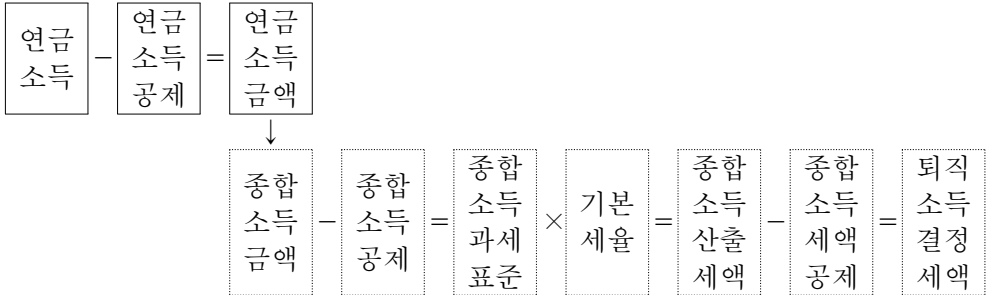 연금
소득
−
연금
소득
공제
=
연금
소득
금액
↓
종합
소득
금액
−
종합
소득
공제
=
종합
소득
과세
표준
×
기본
세율
=
종합
소득
산출
세액
−
종합
소득
세액
공제
=
퇴직
소득
결정
세액